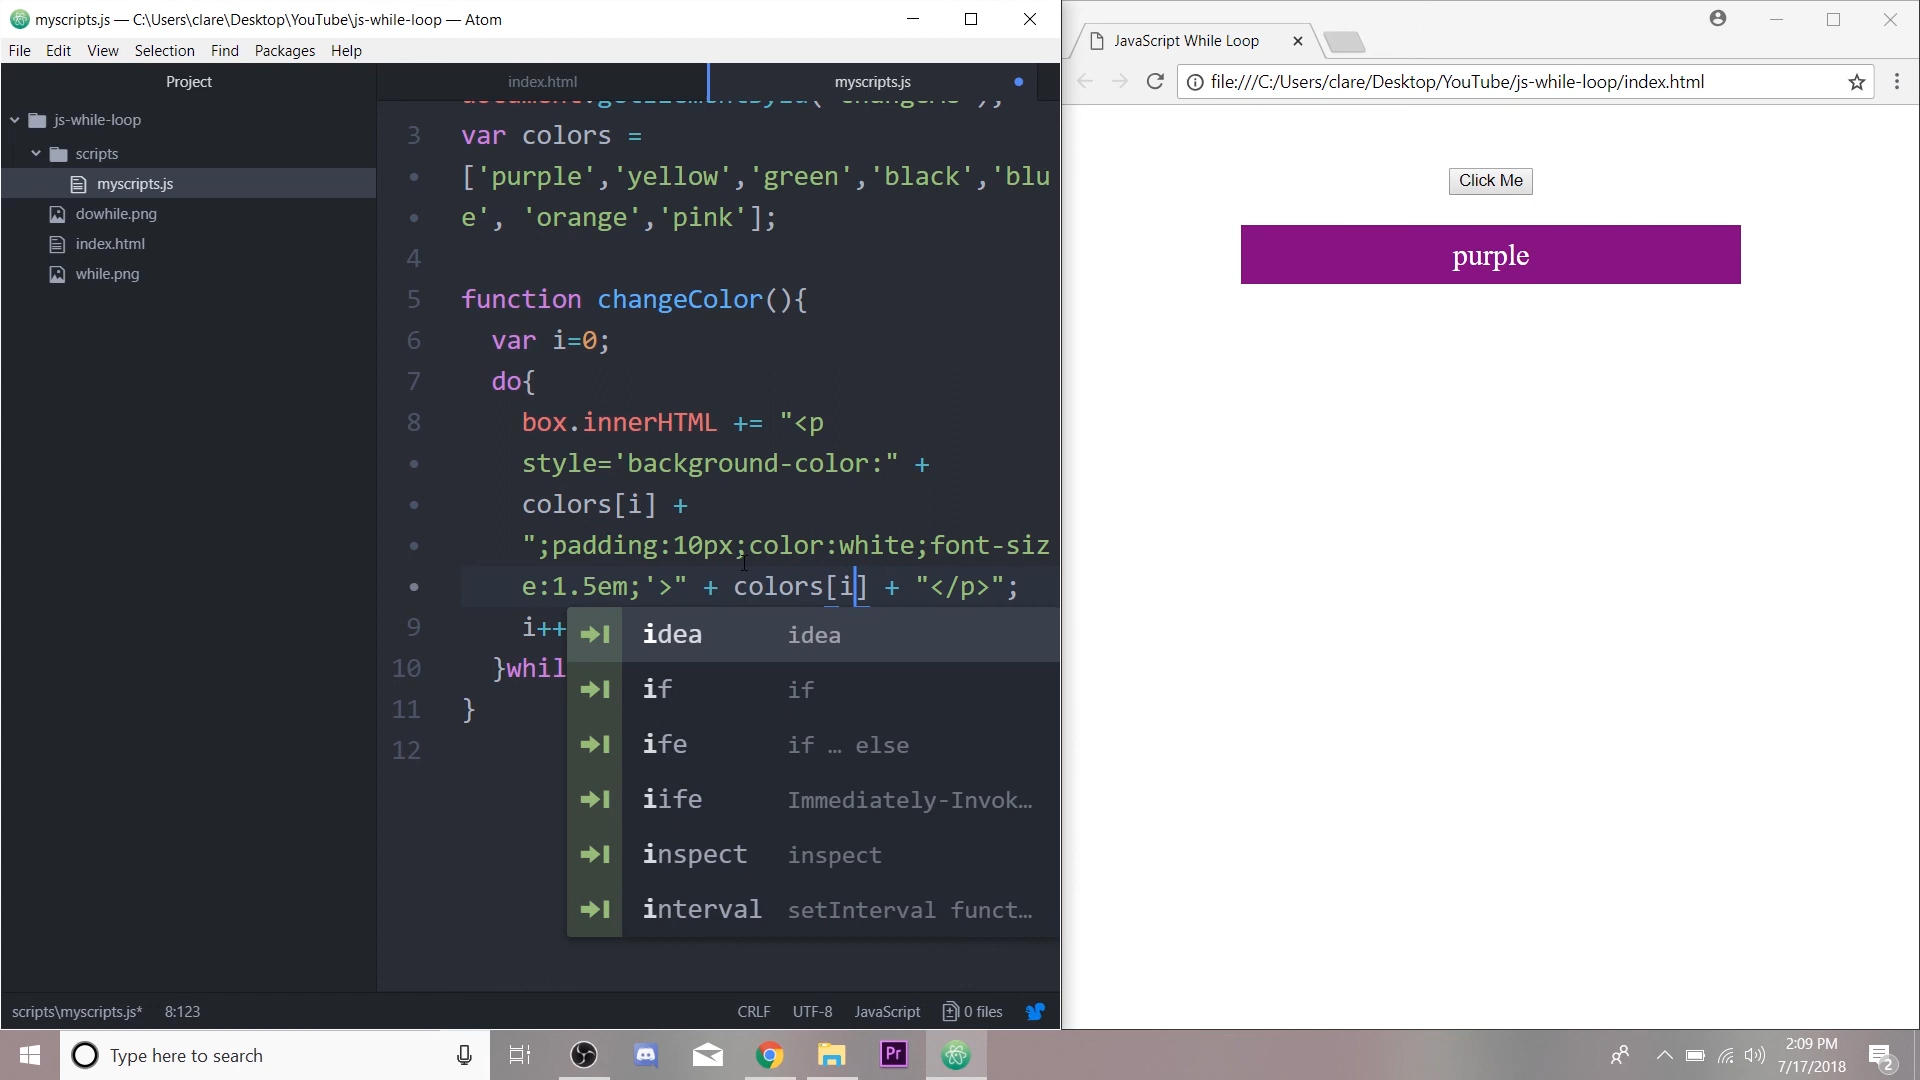 myscripts.js — C:\Users\clare\Desktop\YouTube\js-while-loop — Atom
File Edit View Selection Find Packages Help
Project
index.html
myscripts.js
js-while-loop
scripts
myscripts.js
dowhile.png
index.html
while.png
document.getElementById('changeMe');
3 var colors =
['purple','yellow','green','black','blu
e', 'orange','pink'];
4
5 function changeColor(){
6 var i=0;
7 do{
8 box.innerHTML += "<p
style='background-color:" +
colors[i] +
";padding:10px;color:white;font-siz
e:1.5em;'>" + colors[i] + "</p>";
9 i++
10 }whil
11 }
12
idea idea
if if
ife if … else
iife Immediately-Invok…
inspect inspect
interval setInterval funct…
scripts\myscripts.js* 8:123
CRLF UTF-8 JavaScript 0 files
JavaScript While Loop
file:///C:/Users/clare/Desktop/YouTube/js-while-loop/index.html
Click Me
purple
Type here to search
Pr
2:09 PM
7/17/2018
2